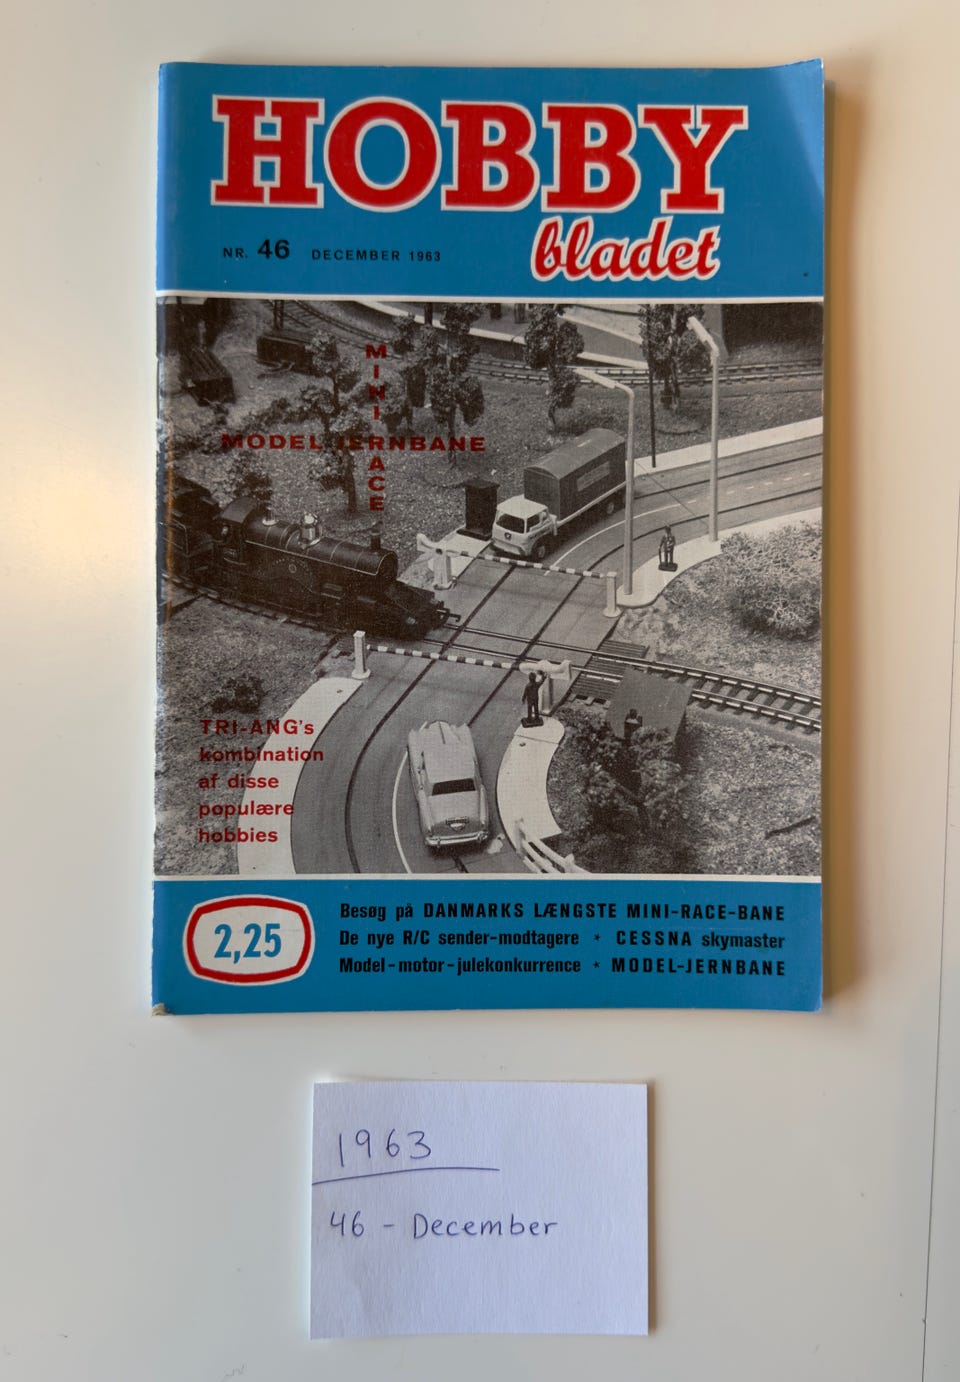 HOBBY
bladet
NR. 46 DECEMBER 1963
MINI RACE
MODEL JERNBANE
TRI-ANG's
kombination
af disse
populære
hobbies
2,25
Besøg på DANMARKS LÆNGSTE MINI-RACE-BANE
De nye R/C sender-modtagere * CESSNA skymaster
Model-motor-julekonkurrence * MODEL-JERNBANE
1963
46 - December